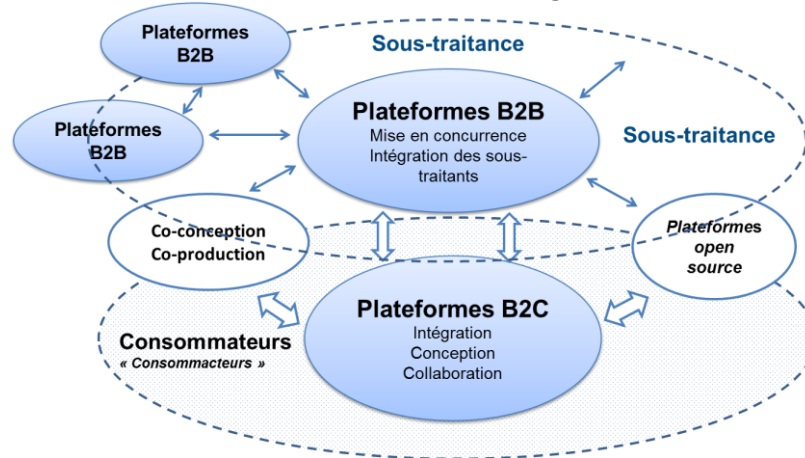 Plateformes
B2B
Sous-traitance
Plateformes
B2B
Plateformes B2B
Mise en concurrence
Intégration des sous-
traitants
Sous-traitance
Co-conception
Co-production
Plateformes
open
source
Plateformes B2C
Intégration
Conception
Collaboration
Consommateurs
« Consommacteurs »